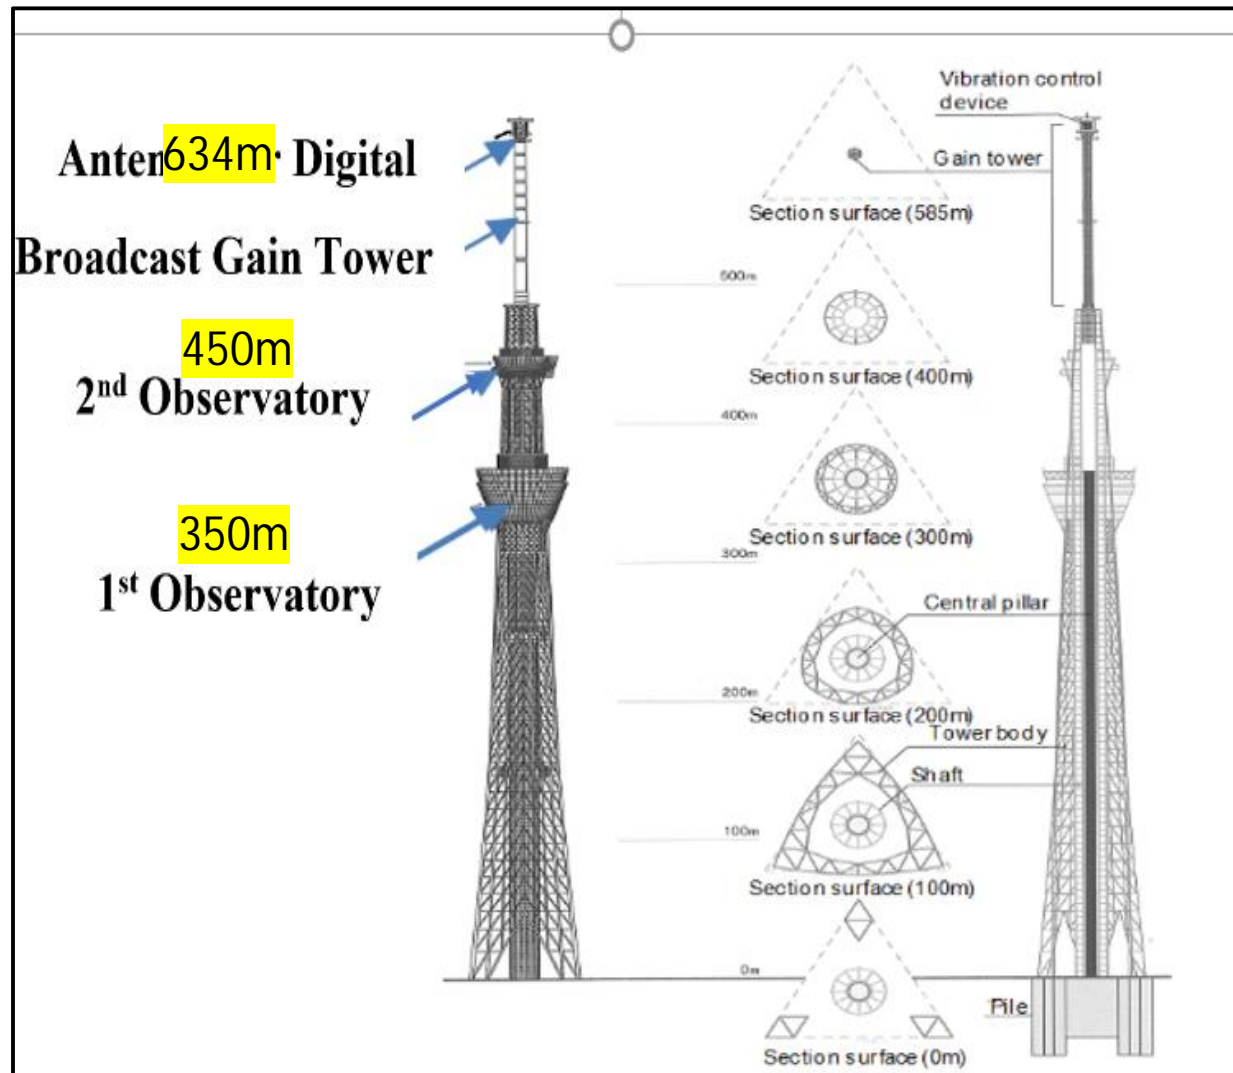 634m
Anten r Digital
Broadcast Gain Tower
450m
2nd Observatory
350m
1st Observatory
Vibration control
device
Gain tower
Section surface (585m)
500m
Section surface (400m)
400m
Section surface (300m)
300m
Central pillar
200m
Section surface (200m)
Tower body
Shaft
100m
Section surface (100m)
0m
Pile
Section surface (0m)